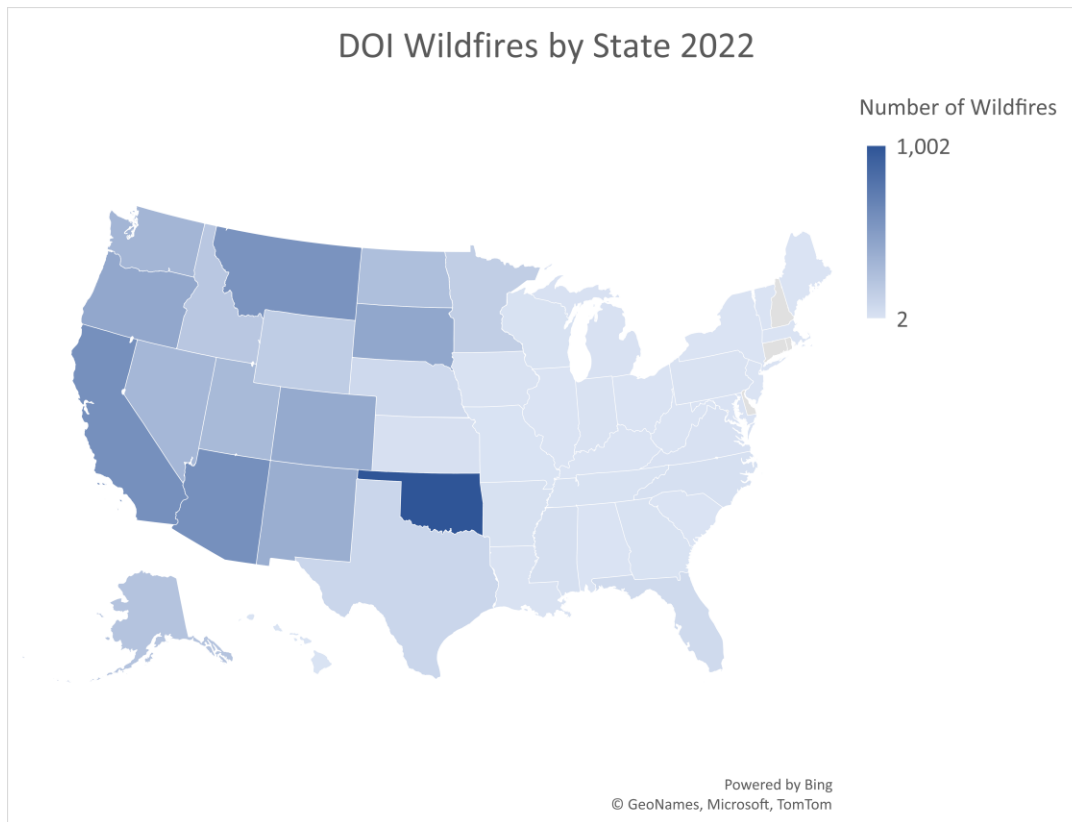 DOI Wildfires by State 2022
Number of Wildfires
1,002
2
Powered by Bing
© GeoNames, Microsoft, TomTom